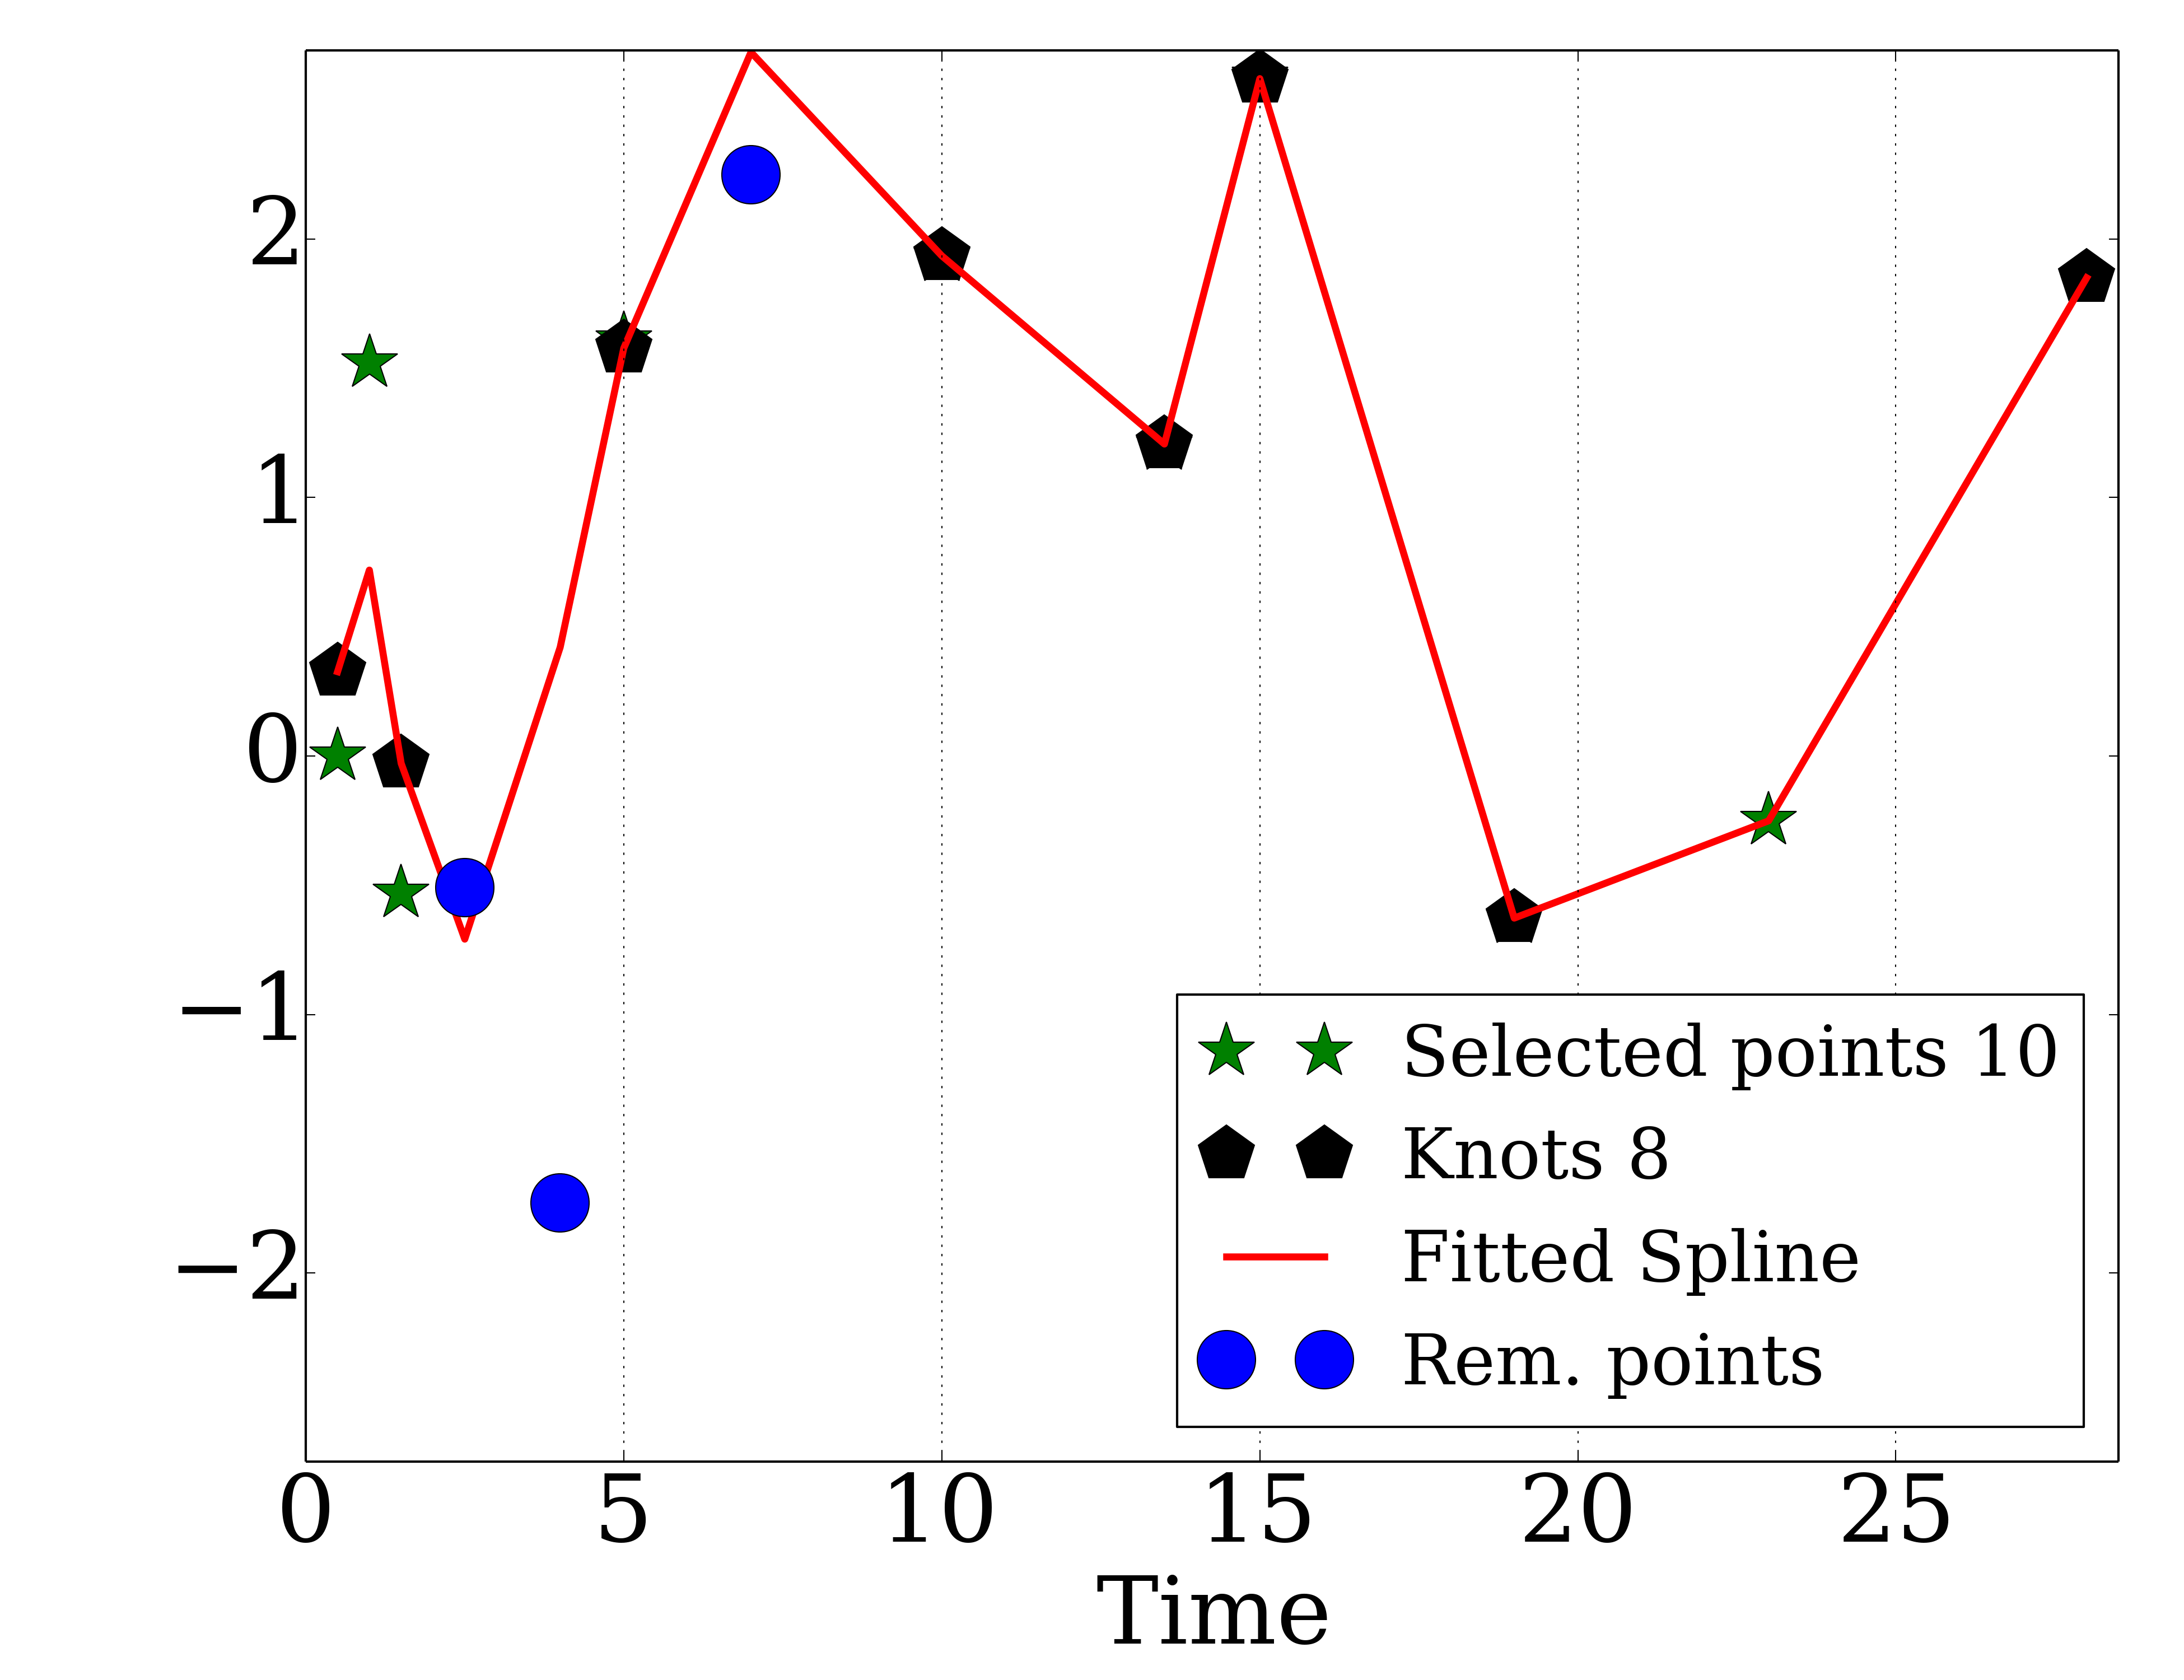 2
1
0
−1
−2
Selected points 10
Knots 8
Fitted Spline
Rem. points
0 5 10 15 20 25
Time